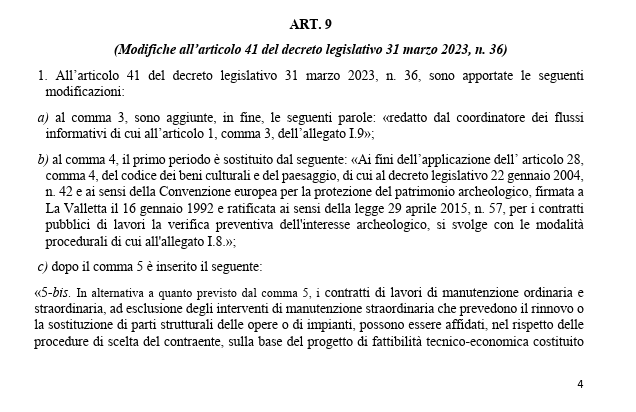 ART. 9
(Modifiche all’articolo 41 del decreto legislativo 31 marzo 2023, n. 36)
1. All’articolo 41 del decreto legislativo 31 marzo 2023, n. 36, sono apportate le seguenti
modificazioni:
a) al comma 3, sono aggiunte, in fine, le seguenti parole: «redatto dal coordinatore dei flussi
informativi di cui all’articolo 1, comma 3, dell’allegato I.9»;
b) al comma 4, il primo periodo è sostituito dal seguente: «Ai fini dell’applicazione dell’ articolo 28,
comma 4, del codice dei beni culturali e del paesaggio, di cui al decreto legislativo 22 gennaio 2004,
n. 42 e ai sensi della Convenzione europea per la protezione del patrimonio archeologico, firmata a
La Valletta il 16 gennaio 1992 e ratificata ai sensi della legge 29 aprile 2015, n. 57, per i contratti
pubblici di lavori la verifica preventiva dell'interesse archeologico, si svolge con le modalità
procedurali di cui all'allegato I.8.»;
c) dopo il comma 5 è inserito il seguente:
«5-bis. In alternativa a quanto previsto dal comma 5, i contratti di lavori di manutenzione ordinaria e
straordinaria, ad esclusione degli interventi di manutenzione straordinaria che prevedono il rinnovo o
la sostituzione di parti strutturali delle opere o di impianti, possono essere affidati, nel rispetto delle
procedure di scelta del contraente, sulla base del progetto di fattibilità tecnico-economica costituito
4